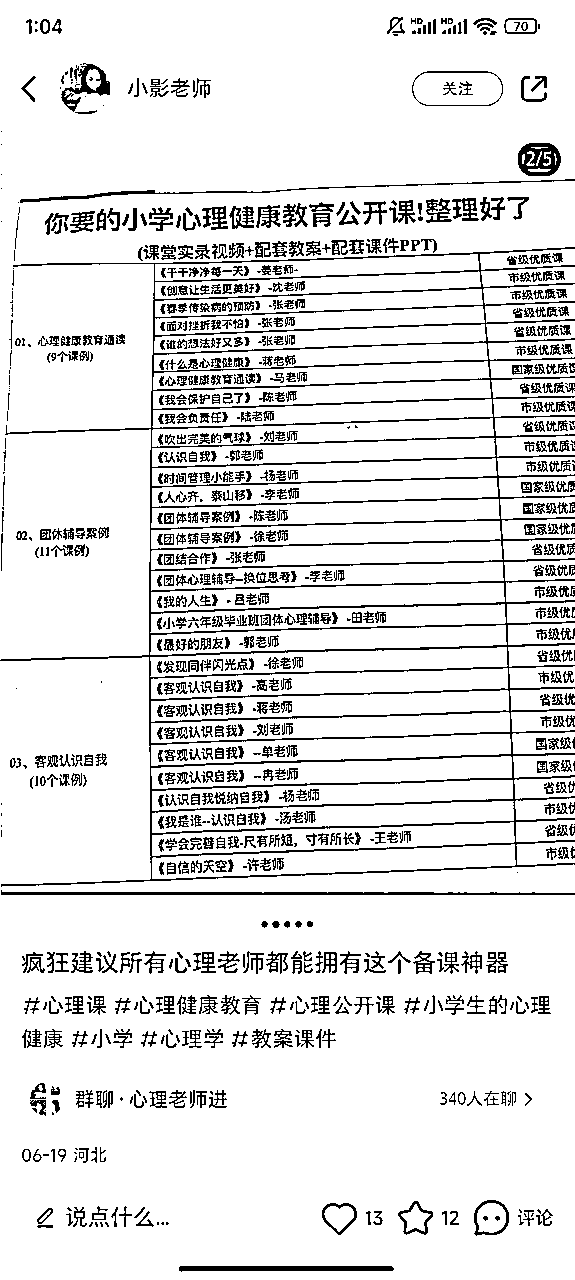 1:04
HD HD 70
小影老师
关注
2/5
你要的小学心理健康教育公开课!整理好了
(课堂实录视频+配套教案+配套课件PPT)
01、心理健康教育通读
(9个课例)
《干干净净每一天》-姜老师- 省级优质课
《创意让生活更美好》-沈老师 市级优质课
《春季传染病的预防》-张老师 市级优质课
《面对挫折我不怕》-张老师 省级优质课
《谁的想法好又多》-张老师 省级优质课
《什么是心理健康》-蒋老师 市级优质课
《心理健康教育通读》-马老师 国家级优质课
《我会保护自己了》-陈老师 省级优质课
《我会负责任》-陆老师 市级优质课
02、团体辅导案例
(11个课例)
《吹出完美的气球》-刘老师 省级优质课
《认识自我》-郭老师 市级优质课
《时间管理小能手》-杨老师 市级优质
《人心齐，泰山移》-李老师 国家级优质
《团体辅导案例》-陈老师 国家级优质
《团体辅导案例》-徐老师 国家级优质
《团结合作》-张老师 省级优质
《团体心理辅导--换位思考》-李老师 省级优质
《我的人生》-吕老师 市级优质
《小学六年级毕业班团体心理辅导》-田老师 市级优质
《最好的朋友》-郭老师 市级优
03、客观认识自我
(10个课例)
《发现同伴闪光点》-徐老师 省级优
《客观认识自我》-高老师 市级优
《客观认识自我》-蒋老师 省级优
《客观认识自我》-刘老师 市级优
《客观认识自我》--单老师 国家级
《客观认识自我》--冉老师 国家级
《认识自我悦纳自我》-杨老师 省级优
《我是谁--认识自我》-汤老师 市级优
《学会完善自我-尺有所短，寸有所长》-王老师 省级优
《自信的天空》-许老师 市级优
疯狂建议所有心理老师都能拥有这个备课神器
#心理课 #心理健康教育 #心理公开课 #小学生的心理
健康 #小学 #心理学 #教案课件
群聊·心理老师进
340人在聊
06-19 河北
说点什么...
13
12
评论